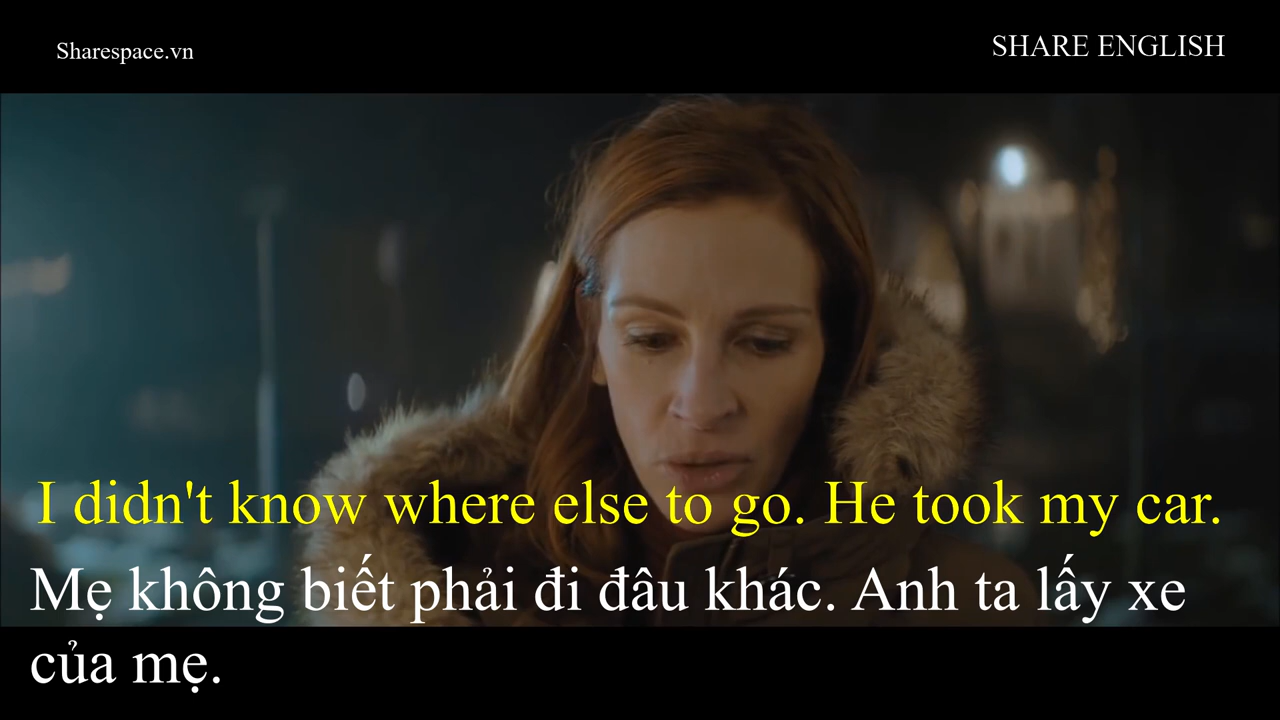 Sharespace.vn
SHARE ENGLISH
I didn't know where else to go. He took my car.
Mẹ không biết phải đi đâu khác. Anh ta lấy xe
của mẹ.